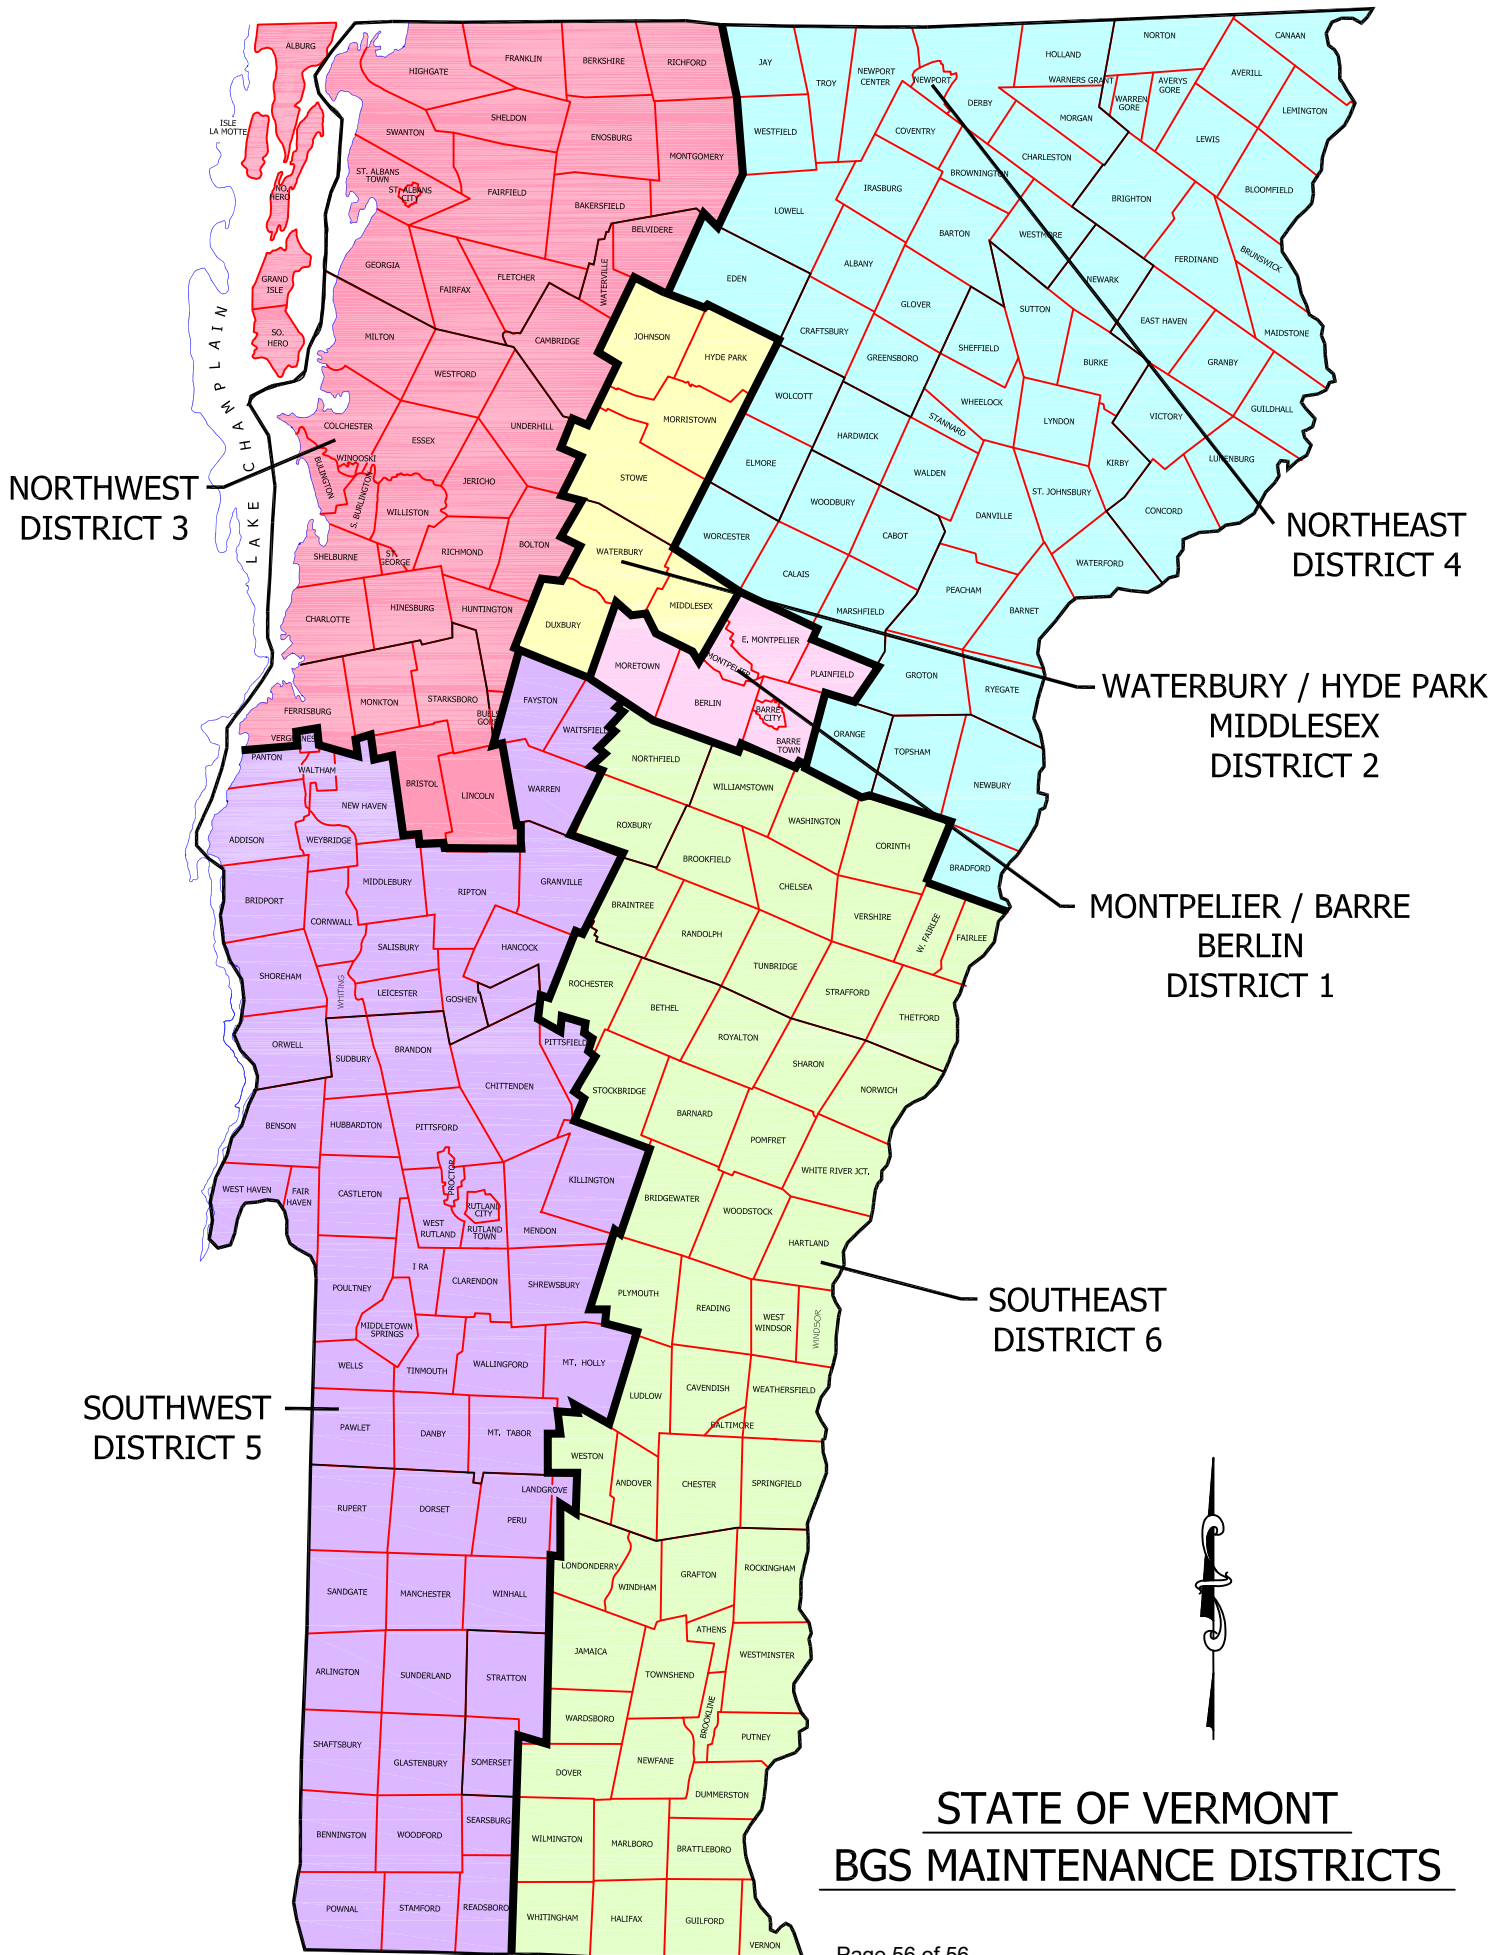 ALBURG
ISLE
LA MOTTE
NO.
HERO
GRAND
ISLE
SO.
HERO
LAKE CHAMPLAIN
HIGHGATE
FRANKLIN
BERKSHIRE
RICHFORD
SWANTON
SHELDON
ENOSBURG
MONTGOMERY
ST. ALBANS
TOWN
ST. ALBANS
CITY
FAIRFIELD
BAKERSFIELD
BELVIDERE
WATERVILLE
GEORGIA
FAIRFAX
FLETCHER
CAMBRIDGE
MILTON
WESTFORD
UNDERHILL
COLCHESTER
ESSEX
WINOOSKI
BULINGTON
S. BURLINGTON
WILLISTON
JERICHO
SHELBURNE
ST.
GEORGE
RICHMOND
BOLTON
CHARLOTTE
HINESBURG
HUNTINGTON
FERRISBURG
MONKTON
STARKSBORO
BUELS
GORE
VERGENNES
BRISTOL
LINCOLN
NORTHWEST
DISTRICT 3
JAY
TROY
NEWPORT
CENTER
NEWPORT
DERBY
HOLLAND
NORTON
CANAAN
WARNERS GRANT
WARREN
GORE
AVERYS
GORE
AVERILL
LEMINGTON
WESTFIELD
COVENTRY
MORGAN
LEWIS
CHARLESTON
BROWNINGTON
BLOOMFIELD
IRASBURG
BRIGHTON
LOWELL
BARTON
WESTMORE
FERDINAND
BRUNSWICK
EDEN
ALBANY
NEWARK
GLOVER
SUTTON
EAST HAVEN
MAIDSTONE
CRAFTSBURY
GREENSBORO
SHEFFIELD
BURKE
GRANBY
WOLCOTT
WHEELOCK
STANNARD
LYNDON
VICTORY
GUILDHALL
HARDWICK
ELMORE
WALDEN
KIRBY
LUNENBURG
WOODBURY
ST. JOHNSBURY
CONCORD
DANVILLE
WORCESTER
CABOT
WATERFORD
CALAIS
PEACHAM
MARSHFIELD
BARNET
GROTON
RYEGATE
ORANGE
TOPSHAM
NEWBURY
BRADFORD
NORTHEAST
DISTRICT 4
JOHNSON
HYDE PARK
MORRISTOWN
STOWE
WATERBURY
MIDDLESEX
DUXBURY
WATERBURY / HYDE PARK
MIDDLESEX
DISTRICT 2
MORETOWN
MONTPELIER
E. MONTPELIER
PLAINFIELD
BERLIN
BARRE
CITY
BARRE
TOWN
MONTPELIER / BARRE
BERLIN
DISTRICT 1
FAYSTON
WAITSFIELD
WARREN
PANTON
WALTHAM
NEW HAVEN
ADDISON
WEYBRIDGE
MIDDLEBURY
RIPTON
GRANVILLE
BRIDPORT
CORNWALL
SALISBURY
HANCOCK
SHOREHAM
WHITING
LEICESTER
GOSHEN
ORWELL
SUDBURY
BRANDON
PITTSFIELD
CHITTENDEN
BENSON
HUBBARDTON
PITTSFORD
PROCTOR
WEST HAVEN
FAIR
HAVEN
CASTLETON
WEST
RUTLAND
RUTLAND
CITY
RUTLAND
TOWN
MENDON
KILLINGTON
I RA
CLARENDON
SHREWSBURY
POULTNEY
MIDDLETOWN
SPRINGS
WELLS
TINMOUTH
WALLINGFORD
MT. HOLLY
PAWLET
DANBY
MT. TABOR
LANDGROVE
RUPERT
DORSET
PERU
SANDGATE
MANCHESTER
WINHALL
ARLINGTON
SUNDERLAND
STRATTON
SHAFTSBURY
GLASTENBURY
SOMERSET
BENNINGTON
WOODFORD
SEARSBURG
POWNAL
STAMFORD
READSBORO
SOUTHWEST
DISTRICT 5
NORTHFIELD
WILLIAMSTOWN
WASHINGTON
CORINTH
ROXBURY
BROOKFIELD
CHELSEA
VERSHIRE
W. FAIRLEE
FAIRLEE
BRAINTREE
RANDOLPH
TUNBRIDGE
STRAFFORD
THETFORD
ROCHESTER
BETHEL
ROYALTON
SHARON
NORWICH
STOCKBRIDGE
BARNARD
POMFRET
WHITE RIVER JCT.
BRIDGEWATER
WOODSTOCK
HARTLAND
PLYMOUTH
READING
WEST
WINDSOR
WINDSOR
LUDLOW
CAVENDISH
WEATHERSFIELD
BALTIMORE
WESTON
ANDOVER
CHESTER
SPRINGFIELD
LONDONDERRY
WINDHAM
GRAFTON
ROCKINGHAM
ATHENS
JAMAICA
TOWNSHEND
WESTMINSTER
WARDSBORO
BROOKLINE
PUTNEY
DOVER
NEWFANE
DUMMERSTON
WILMINGTON
MARLBORO
BRATTLEBORO
WHITINGHAM
HALIFAX
GUILFORD
VERNON
SOUTHEAST
DISTRICT 6
STATE OF VERMONT
BGS MAINTENANCE DISTRICTS
Page 56 of 56